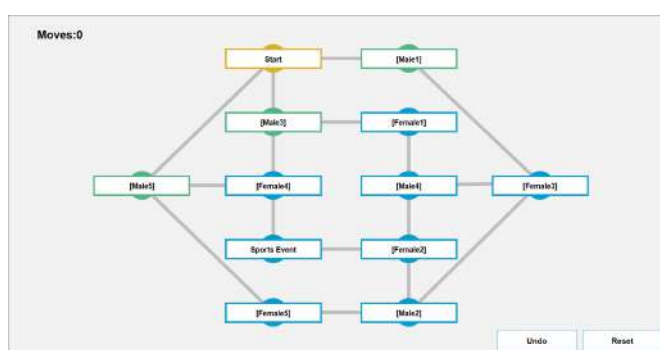 Moves:0
Start
[Male1]
[Male3]
[Female1]
[Male5]
[Female4]
[Male4]
[Female3]
Sports Event
[Female2]
[Female5]
[Male2]
Undo
Reset